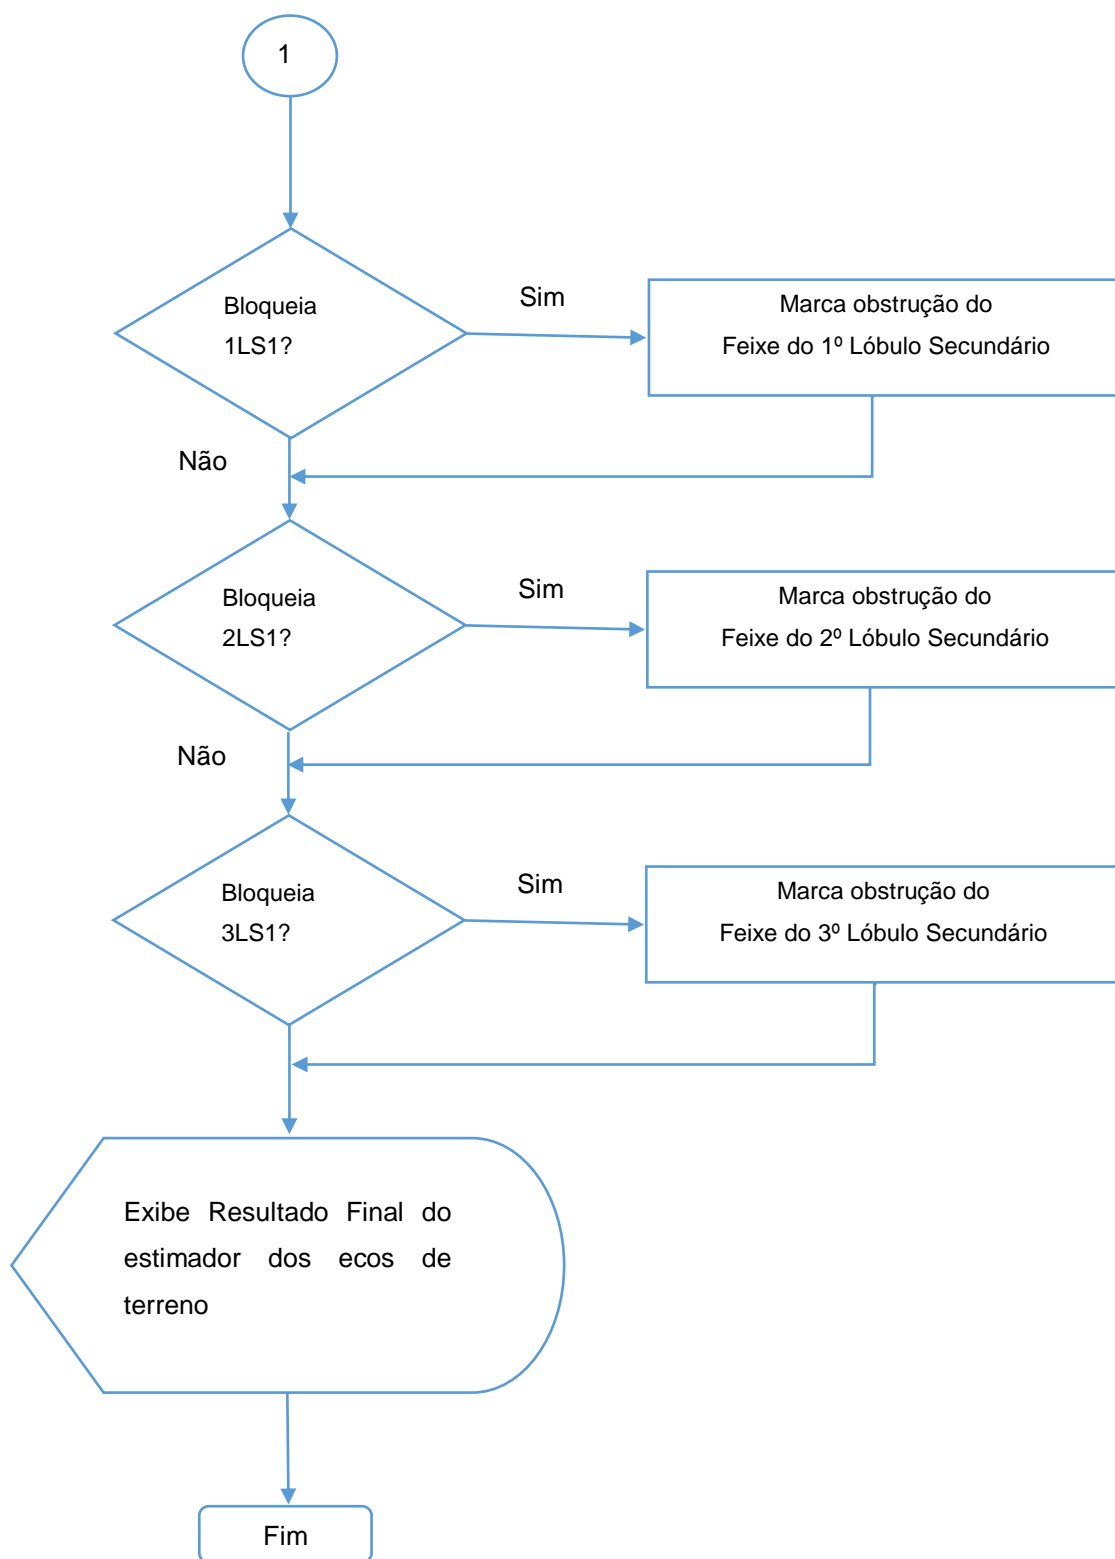 1
Bloqueia
1LS1?
Sim
Marca obstrução do
Feixe do 1º Lóbulo Secundário
Não
Bloqueia
2LS1?
Sim
Marca obstrução do
Feixe do 2º Lóbulo Secundário
Não
Bloqueia
3LS1?
Sim
Marca obstrução do
Feixe do 3º Lóbulo Secundário
Exibe Resultado Final do
estimador dos ecos de
terreno
Fim